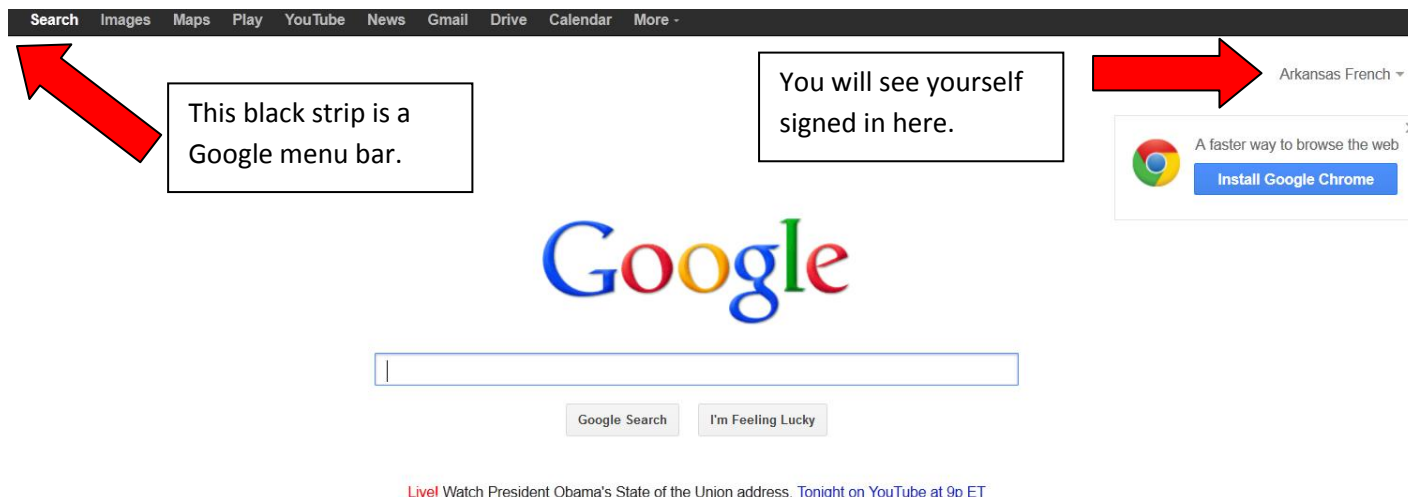 Search Images Maps Play YouTube News Gmail Drive Calendar More
This black strip is a
Google menu bar.
You will see yourself
signed in here.
Arkansas French
A faster way to browse the web
Install Google Chrome
Google
Google Search I'm Feeling Lucky
Live! Watch President Obama's State of the Union address. Tonight on YouTube at 9p ET